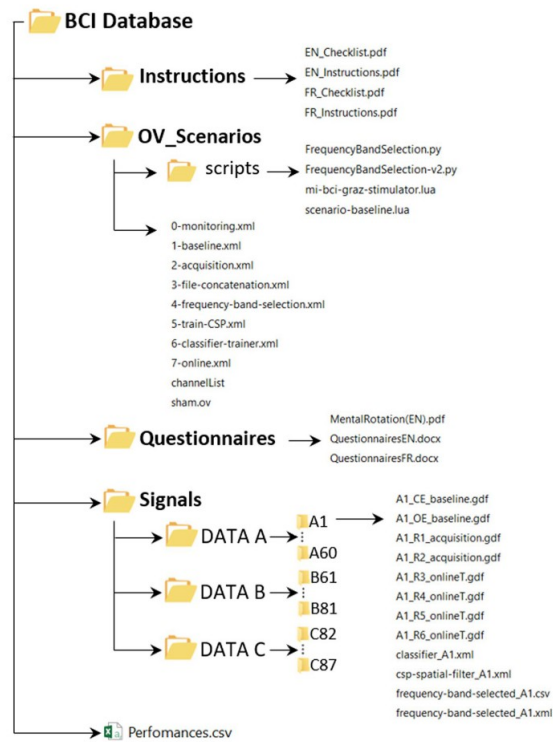 BCI Database
Instructions
EN_Checklist.pdf
EN_Instructions.pdf
FR_Checklist.pdf
FR_Instructions.pdf
OV_Scenarios
scripts
FrequencyBandSelection.py
FrequencyBandSelection-v2.py
mi-bci-graz-stimulator.lua
scenario-baseline.lua
0-monitoring.xml
1-baseline.xml
2-acquisition.xml
3-file-concatenation.xml
4-frequency-band-selection.xml
5-train-CSP.xml
6-classifier-trainer.xml
7-online.xml
channelList
sham.ov
Questionnaires
MentalRotation(EN).pdf
QuestionnairesEN.docx
QuestionnairesFR.docx
Signals
DATA A
A1
A60
DATA B
B61
B81
DATA C
C82
C87
A1_CE_baseline.gdf
A1_OE_baseline.gdf
A1_R1_acquisition.gdf
A1_R2_acquisition.gdf
A1_R3_onlineT.gdf
A1_R4_onlineT.gdf
A1_R5_onlineT.gdf
A1_R6_onlineT.gdf
classifier_A1.xml
csp-spatial-filter_A1.xml
frequency-band-selected_A1.csv
frequency-band-selected_A1.xml
Perfomances.csv